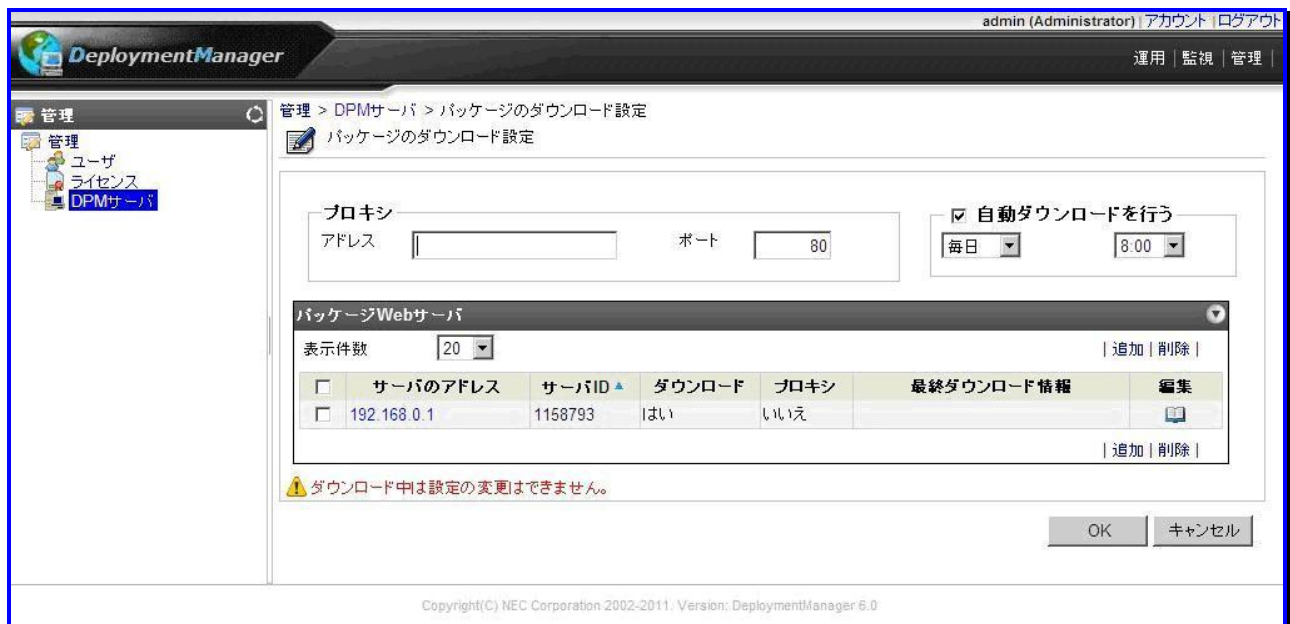 admin (Administrator) | アカウント | ログアウト
DeploymentManager
運用 | 監視 | 管理 |
管理
管理
ユーザ
ライセンス
DPMサーバ
管理 > DPMサーバ > パッケージのダウンロード設定
パッケージのダウンロード設定
プロキシ
アドレス
ポート 80
自動ダウンロードを行う
毎日 8:00
パッケージWebサーバ
表示件数 20 | 追加 | 削除 |
サーバのアドレス サーバID ダウンロード プロキシ 最終ダウンロード情報 編集
192.168.0.1 1158793 はい いいえ
| 追加 | 削除 |
ダウンロード中は設定の変更はできません。
OK キャンセル
Copyright(C) NEC Corporation 2002-2011. Version: DeploymentManager 6.0